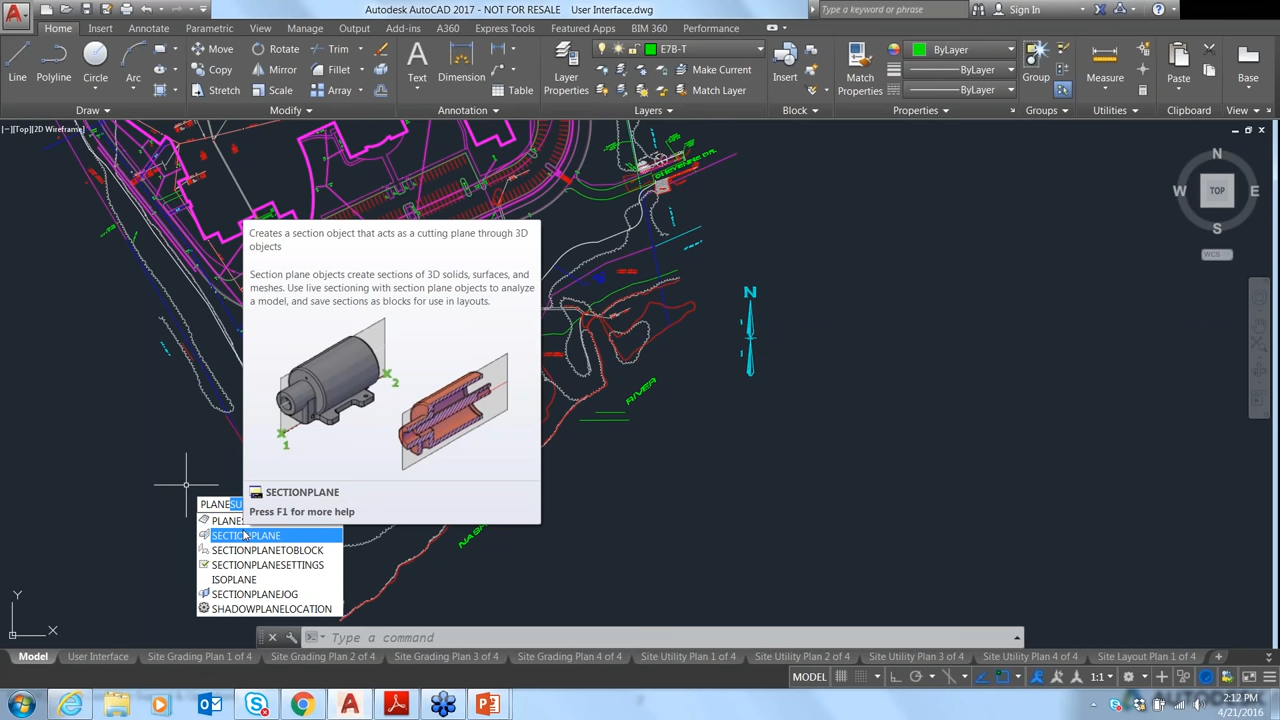 Autodesk AutoCAD 2017 - NOT FOR RESALE User Interface.dwg
Type a keyword or phrase
Sign In
Home Insert Annotate Parametric View Manage Output Add-ins A360 Express Tools Featured Apps BIM 360 Performance
Line Polyline Circle Arc
Move Rotate Trim
Copy Mirror Fillet
Stretch Scale Array
Text Dimension Table
Layer Properties
E7B-T
Make Current
Match Layer
Insert
Match Properties
ByLayer
ByLayer
ByLayer
Group Measure Paste Base
Draw Modify Annotation Layers Block Properties Groups Utilities Clipboard View
[−][Top][2D Wireframe]
CHEYENNE DR.
N
W TOP E
S
WCS
N
RIVER
Creates a section object that acts as a cutting plane through 3D
objects
Section plane objects create sections of 3D solids, surfaces, and
meshes. Use live sectioning with section plane objects to analyze
a model, and save sections as blocks for use in layouts.
2
1
SECTIONPLANE
Press F1 for more help
PLANESU
PLANES
SECTIONPLANE
SECTIONPLANETOBLOCK
SECTIONPLANESETTINGS
ISOPLANE
SECTIONPLANEJOG
SHADOWPLANELOCATION
Y
X
Type a command
Model User Interface Site Grading Plan 1 of 4 Site Grading Plan 2 of 4 Site Grading Plan 3 of 4 Site Grading Plan 4 of 4 Site Utility Plan 1 of 4 Site Utility Plan 2 of 4 Site Utility Plan 3 of 4 Site Utility Plan 4 of 4 Site Layout Plan 1 of 4
MODEL 1:1
2:12 PM
4/21/2016